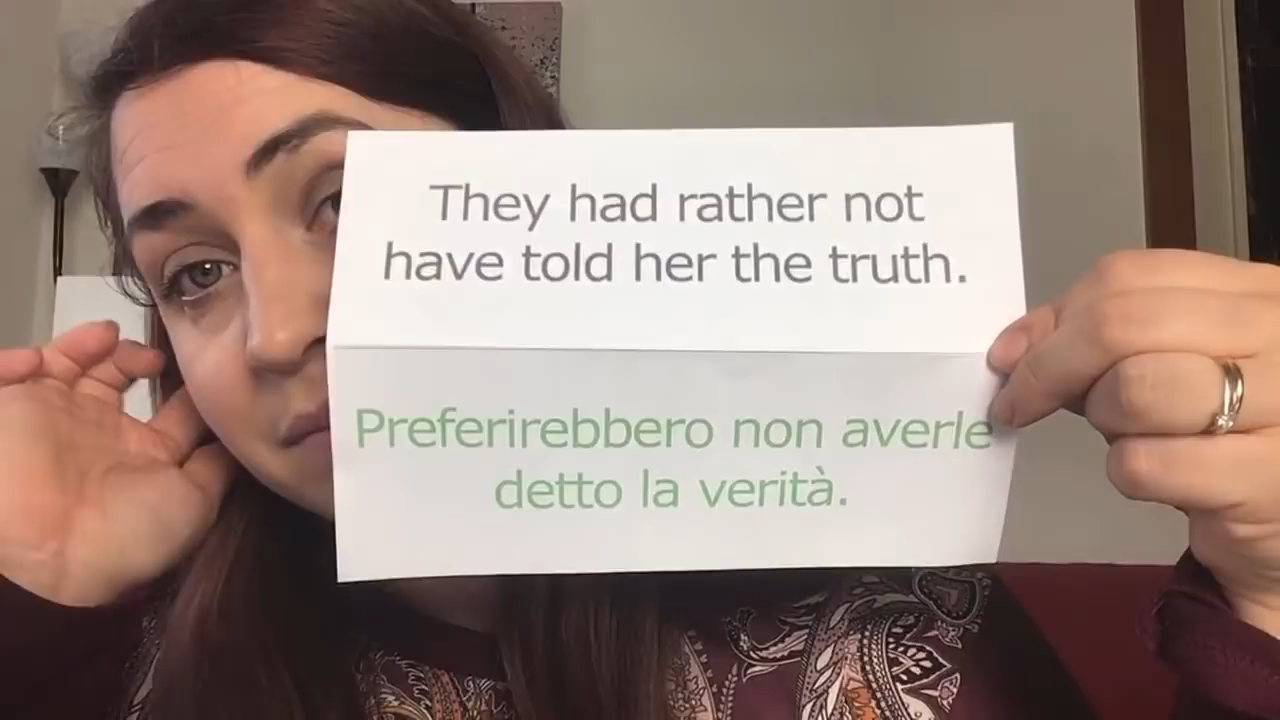 They had rather not
have told her the truth.
Preferirebbero non averle
detto la verità.